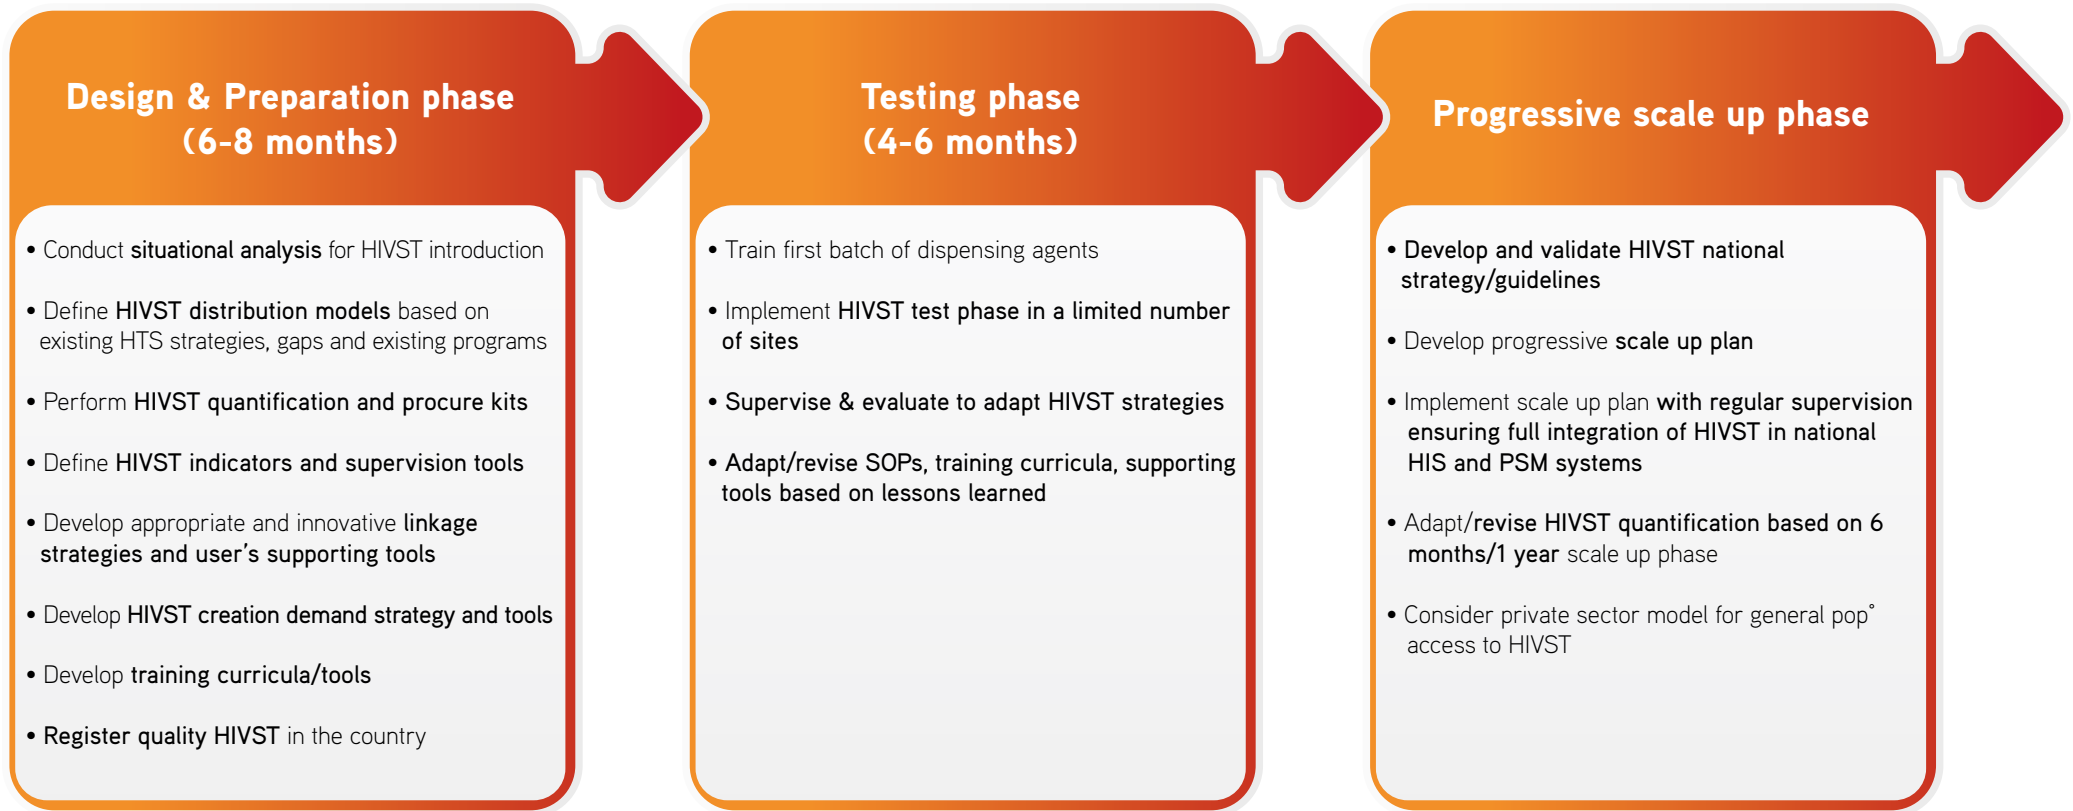 Design & Preparation phase
(6-8 months)
• Conduct situational analysis for HIVST introduction
• Define HIVST distribution models based on
existing HTS strategies, gaps and existing programs
• Perform HIVST quantification and procure kits
• Define HIVST indicators and supervision tools
• Develop appropriate and innovative linkage
strategies and user’s supporting tools
• Develop HIVST creation demand strategy and tools
• Develop training curricula/tools
• Register quality HIVST in the country
Testing phase
(4-6 months)
• Train first batch of dispensing agents
• Implement HIVST test phase in a limited number
of sites
• Supervise & evaluate to adapt HIVST strategies
• Adapt/revise SOPs, training curricula, supporting
tools based on lessons learned
Progressive scale up phase
• Develop and validate HIVST national
strategy/guidelines
• Develop progressive scale up plan
• Implement scale up plan with regular supervision
ensuring full integration of HIVST in national
HIS and PSM systems
• Adapt/revise HIVST quantification based on 6
months/1 year scale up phase
• Consider private sector model for general pop°
access to HIVST